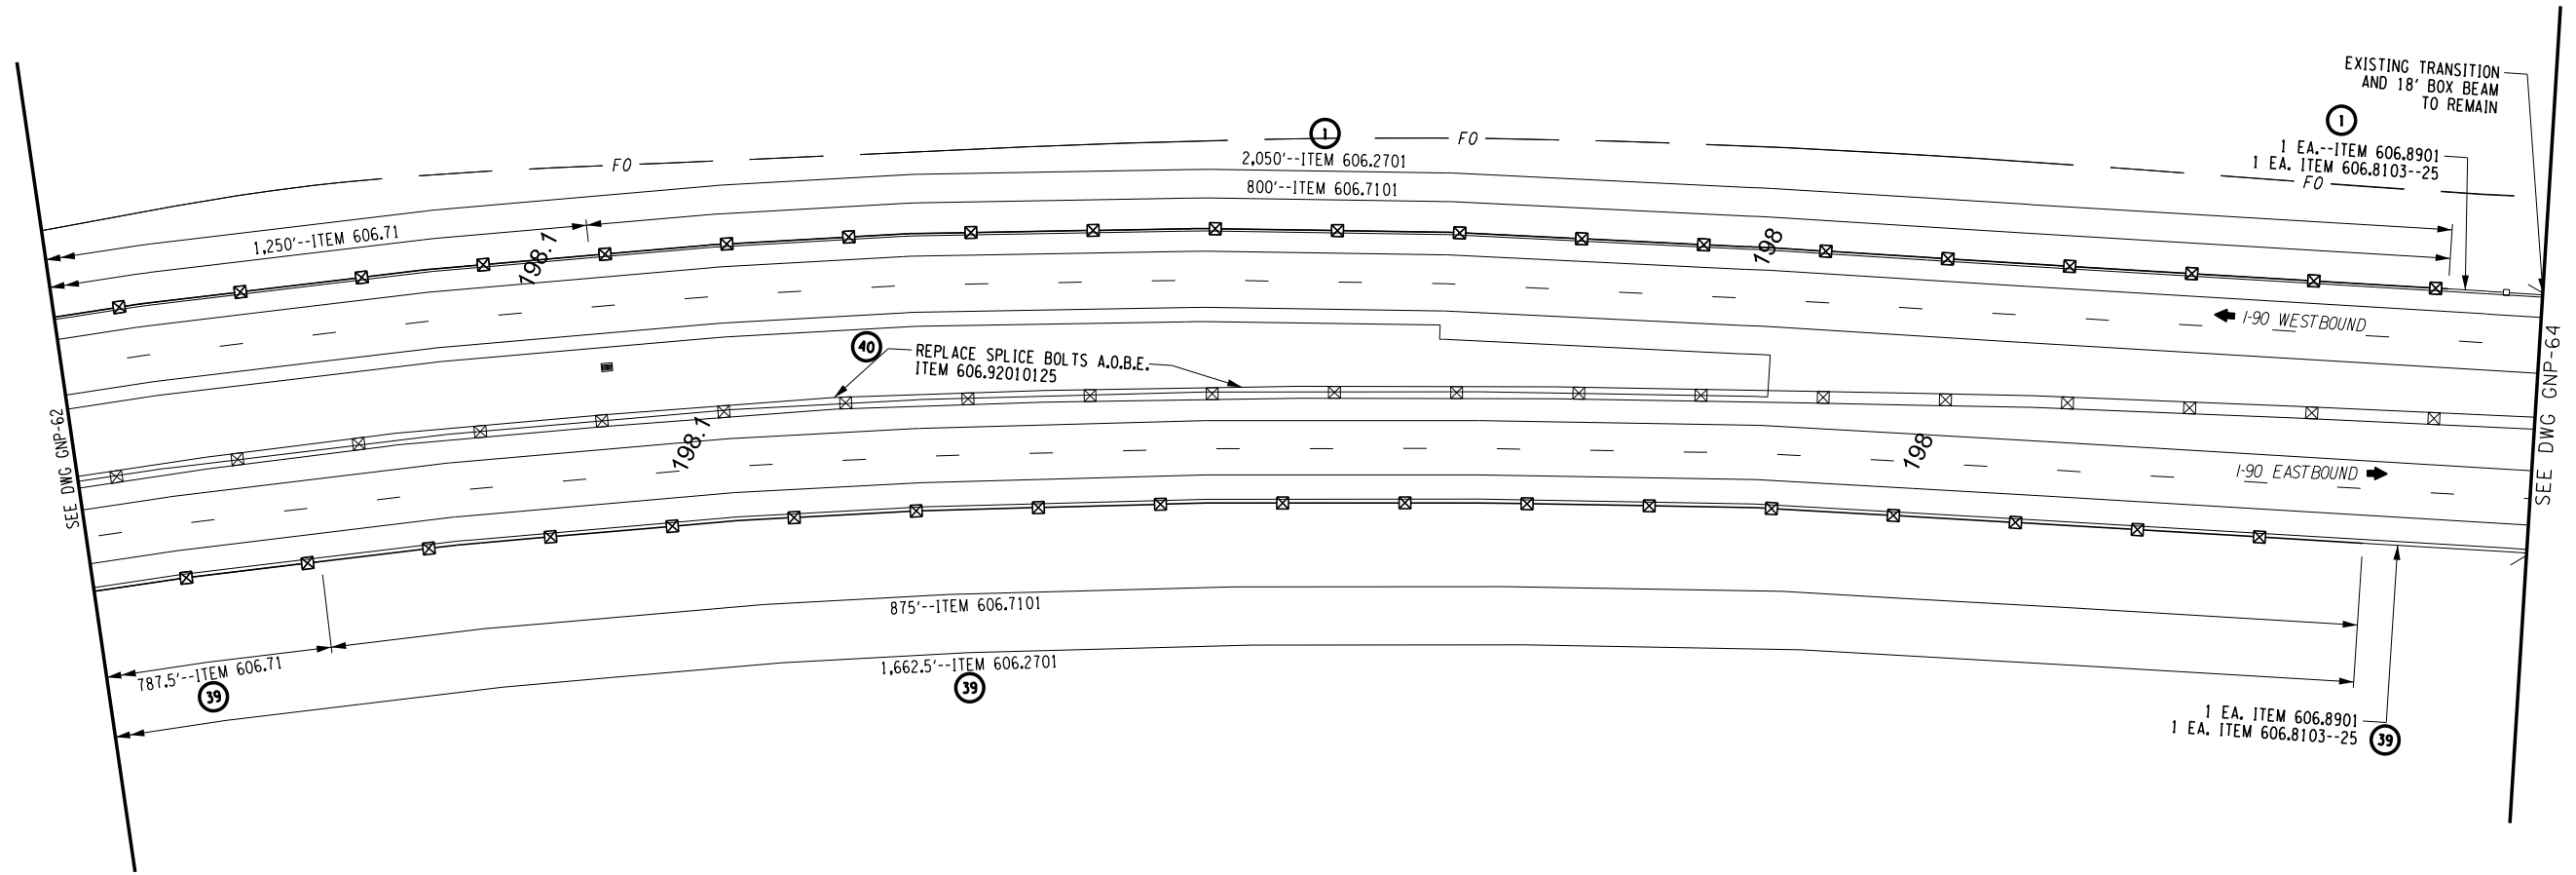 EXISTING TRANSITION
AND 18' BOX BEAM
TO REMAIN
1
1 EA.--ITEM 606.8901
1 EA. ITEM 606.8103--25
1
2,050'--ITEM 606.2701
800'--ITEM 606.7101
FO
FO
FO
1,250'--ITEM 606.71
198.1
198
I-90 WESTBOUND
40
REPLACE SPLICE BOLTS A.O.B.E.
ITEM 606.92010125
198.1
198
I-90 EASTBOUND
SEE DWG GNP-62
SEE DWG GNP-64
875'--ITEM 606.7101
787.5'--ITEM 606.71
39
1,662.5'--ITEM 606.2701
39
1 EA. ITEM 606.8901
1 EA. ITEM 606.8103--25
39